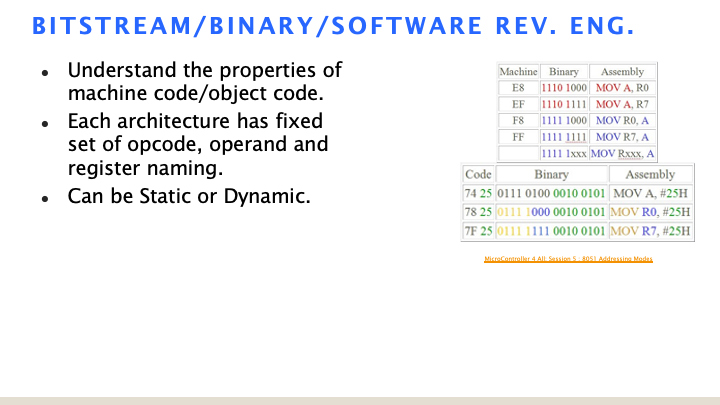 BITSTREAM/BINARY/SOFTWARE REV. ENG.
● Understand the properties of
machine code/object code.
● Each architecture has fixed
set of opcode, operand and
register naming.
● Can be Static or Dynamic.
Machine Binary Assembly
E8 1110 1000 MOV A, R0
EF 1110 1111 MOV A, R7
F8 1111 1000 MOV R0, A
FF 1111 1111 MOV R7, A
1111 1xxx MOV Rxxx, A
Code Binary Assembly
74 25 0111 0100 0010 0101 MOV A, #25H
78 25 0111 1000 0010 0101 MOV R0, #25H
7F 25 0111 1111 0010 0101 MOV R7, #25H
MicroController 4 All: Session 5 : 8051 Addressing Modes